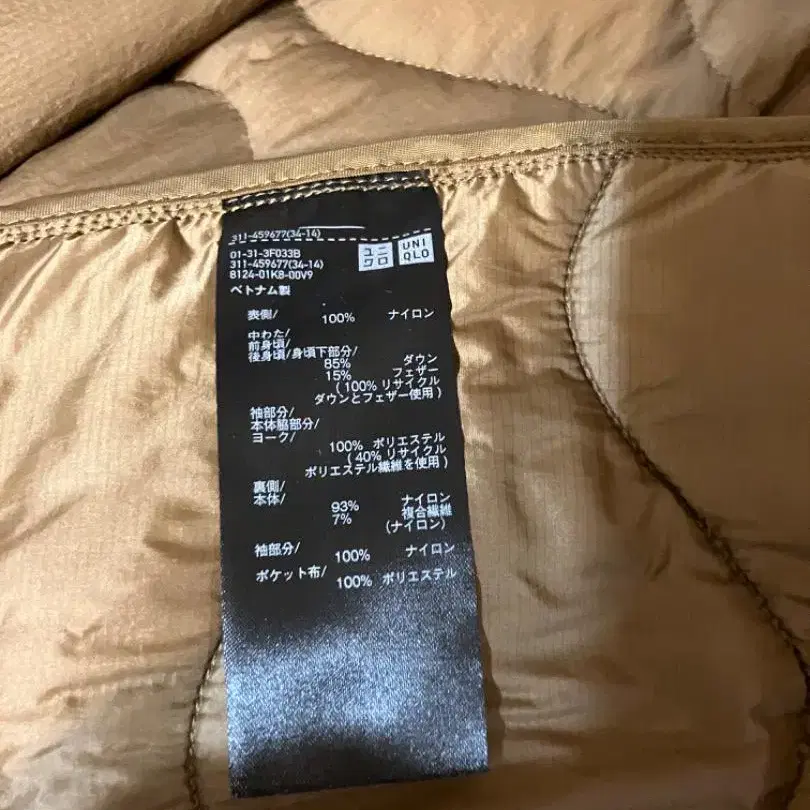 311-459677(34-14)
01-31-3F033B
311-459677(34-14)
8124-01K8-00V9
ユニクロ
UNIQLO
ベトナム製
表側/
100% ナイロン
中わた/
前身頃/
後身頃/身頃下部分/
85% ダウン
15% フェザー
(100% リサイクル
ダウンとフェザー使用)
袖部分/
本体脇部分/
ヨーク/
100% ポリエステル
(40% リサイクル
ポリエステル繊維を使用)
裏側/
本体/
93% ナイロン
7% 複合繊維
(ナイロン)
袖部分/
100% ナイロン
ポケット布/
100% ポリエステル